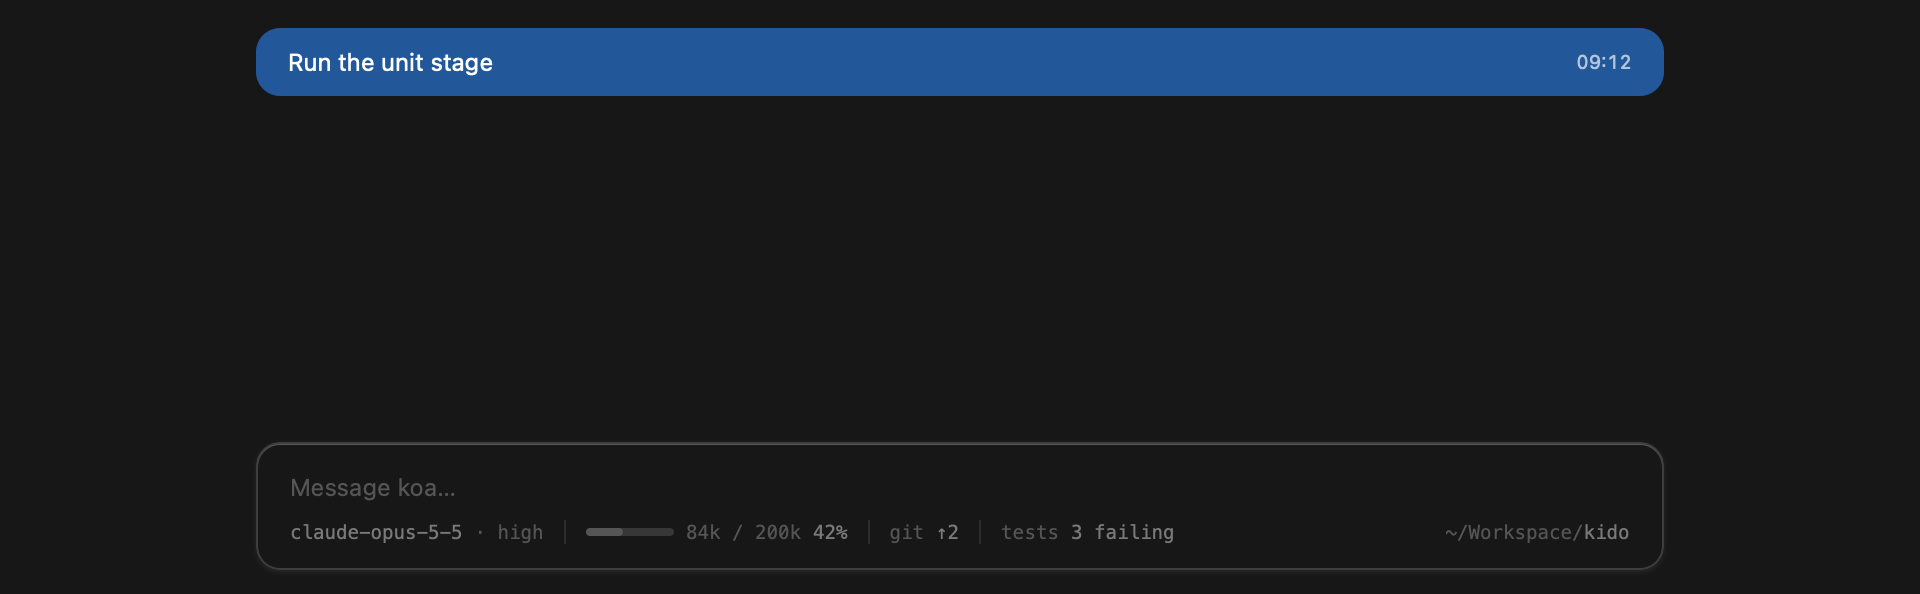 Run the unit stage 09:12
Message koa...
claude-opus-5-5 · high 84k / 200k 42% git ↑2 tests 3 failing ~/Workspace/kido